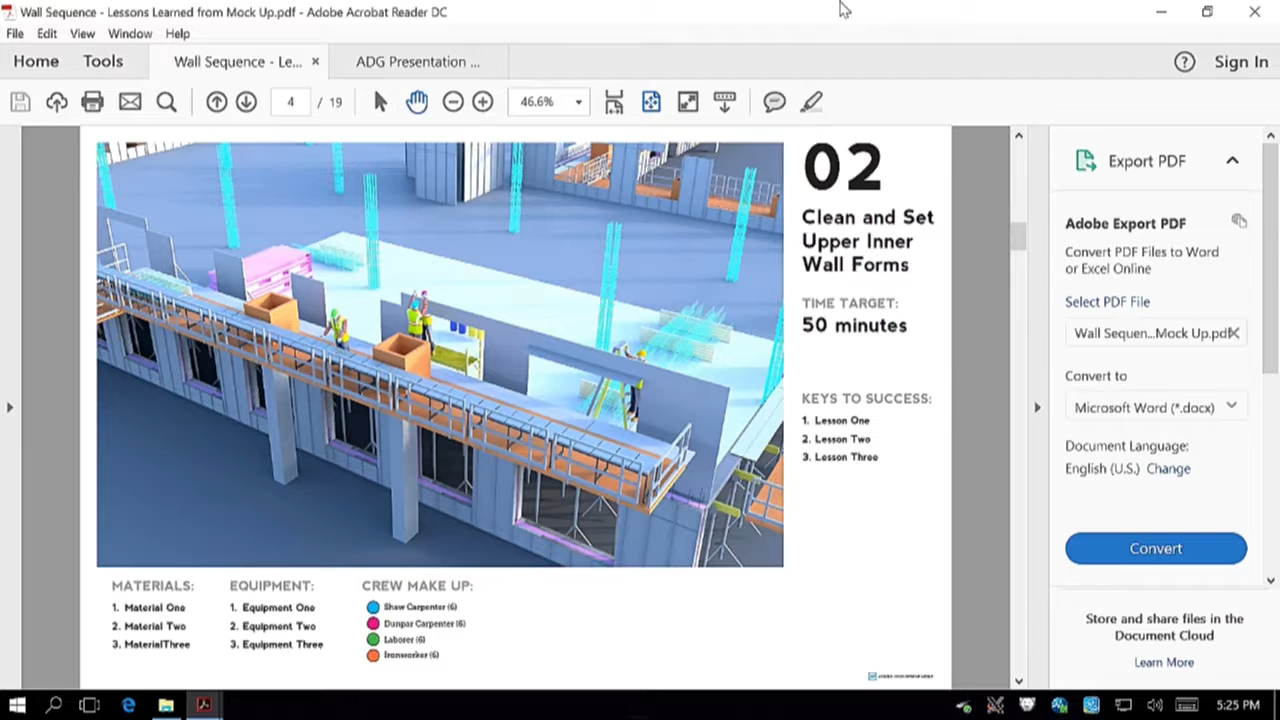 Wall Sequence - Lessons Learned from Mock Up.pdf - Adobe Acrobat Reader DC
File Edit View Window Help
Home Tools Wall Sequence - Le... × ADG Presentation ... ? Sign In
4 / 19 46.6%
02
Clean and Set
Upper Inner
Wall Forms
TIME TARGET:
50 minutes
KEYS TO SUCCESS:
1. Lesson One
2. Lesson Two
3. Lesson Three
MATERIALS:
1. Material One
2. Material Two
3. MaterialThree
EQUIPMENT:
1. Equipment One
2. Equipment Two
3. Equipment Three
CREW MAKE UP:
Shaw Carpenter (6)
Dunpar Carpenter (6)
Laborer (6)
Ironworker (6)
Export PDF
Adobe Export PDF
Convert PDF Files to Word
or Excel Online
Select PDF File
Wall Sequen...Mock Up.pdf
Convert to
Microsoft Word (*.docx)
Document Language:
English (U.S.) Change
Convert
Store and share files in the
Document Cloud
Learn More
5:25 PM